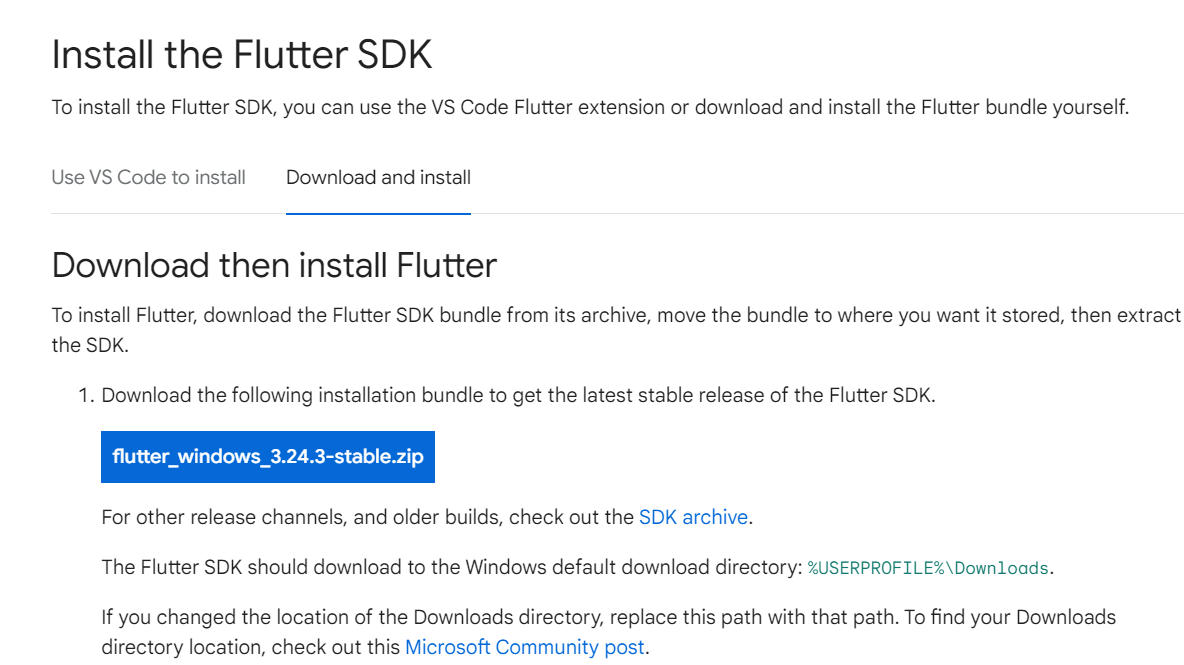 Install the Flutter SDK
To install the Flutter SDK, you can use the VS Code Flutter extension or download and install the Flutter bundle yourself.
Use VS Code to install
Download and install
Download then install Flutter
To install Flutter, download the Flutter SDK bundle from its archive, move the bundle to where you want it stored, then extract
the SDK.
1. Download the following installation bundle to get the latest stable release of the Flutter SDK.
flutter_windows_3.24.3-stable.zip
For other release channels, and older builds, check out the SDK archive.
The Flutter SDK should download to the Windows default download directory: %USERPROFILE%\Downloads.
If you changed the location of the Downloads directory, replace this path with that path. To find your Downloads
directory location, check out this Microsoft Community post.